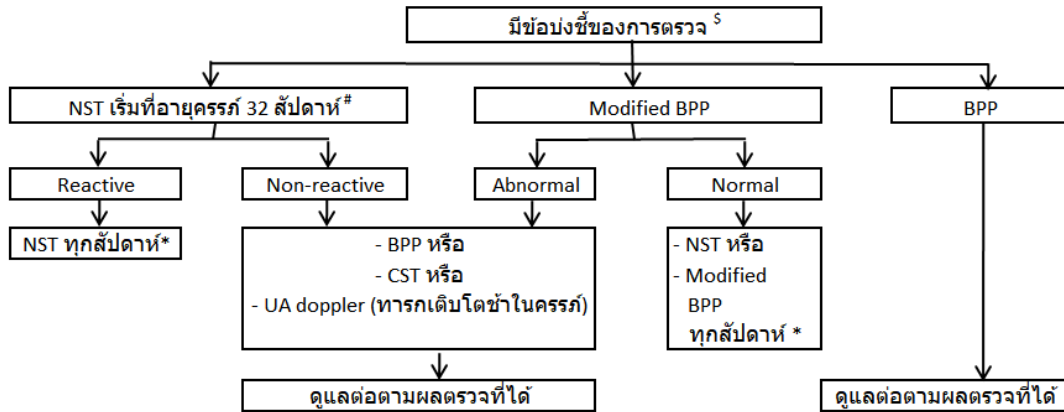 มีข้อบ่งชี้ของการตรวจ $
NST เริ่มที่อายุครรภ์ 32 สัปดาห์#
Modified BPP
BPP
Reactive
Non-reactive
Abnormal
Normal
NST ทุกสัปดาห์*
- BPP หรือ
- CST หรือ
- UA doppler (ทารกเติบโตช้าในครรภ์)
- NST หรือ
- Modified
BPP
ทุกสัปดาห์ *
ดูแลต่อตามผลตรวจที่ได้
ดูแลต่อตามผลตรวจที่ได้